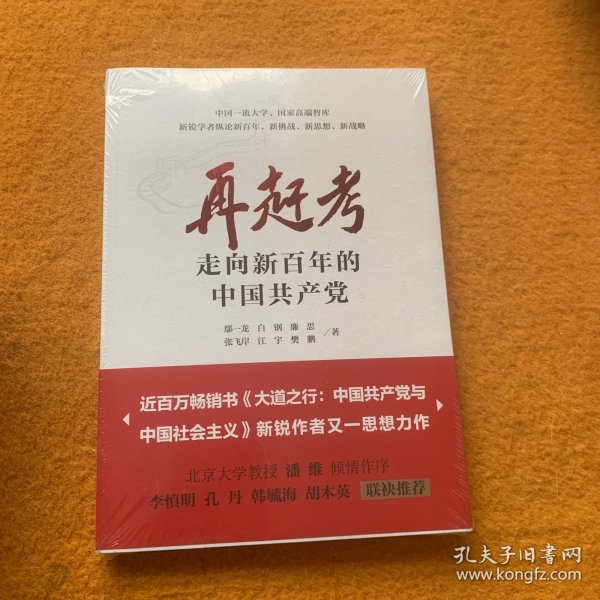 中国一流大学、国家高端智库
新锐学者纵论新百年、新挑战、新思想、新战略
再赶考
走向新百年的
中国共产党
鄢一龙 白 钢 廉 思
张飞岸 江 宇 樊 鹏 /著
近百万畅销书《大道之行：中国共产党与
中国社会主义》新锐作者又一思想力作
北京大学教授 潘 维 倾情作序
李慎明 孔 丹 韩毓海 胡木英 联袂推荐
孔夫子旧书网
www.kongfz.com